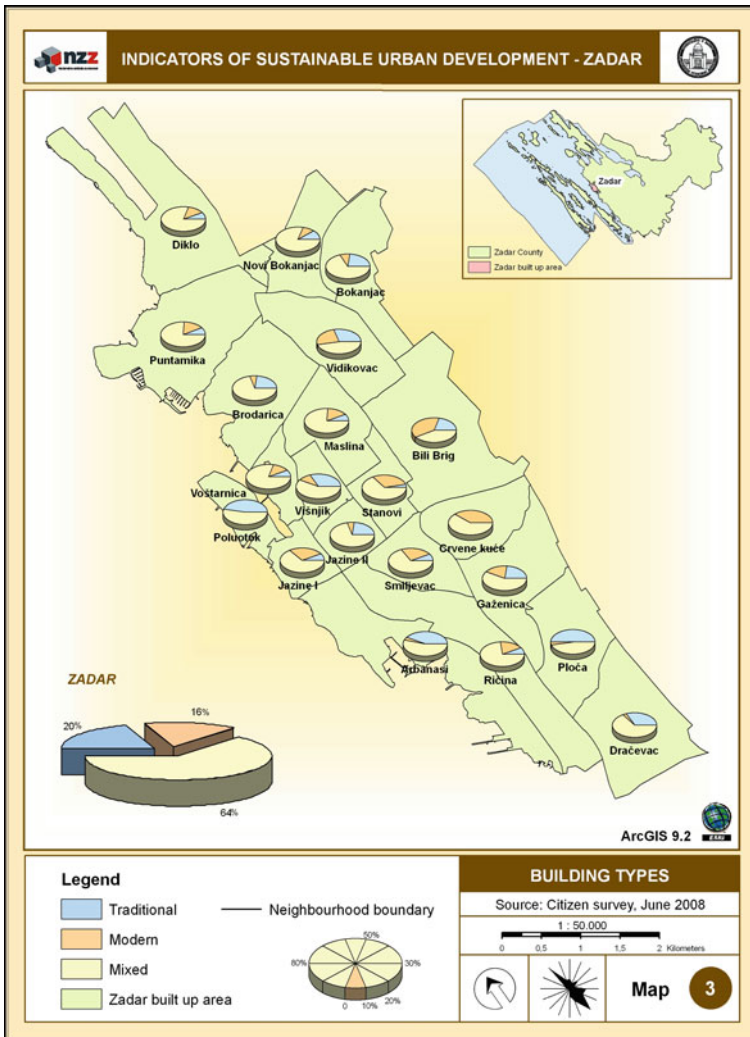 nzz
INDICATORS OF SUSTAINABLE URBAN DEVELOPMENT - ZADAR
Zadar
Zadar County
Zadar built up area
Diklo
Novi Bokanjac
Bokanjac
Puntamika
Vidikovac
Brodarica
Maslina
Bili Brig
Voštarnica
Višnjik
Stanovi
Poluotok
Jazine II
Crvene kuće
Jazine I
Smiljevac
Gaženica
Arbanasi
Ričina
Ploča
Dračevac
ZADAR
20%
16%
64%
ArcGIS 9.2
ESRI
Legend
Traditional
Modern
Mixed
Zadar built up area
Neighbourhood boundary
50%
80%
30%
20%
0
10%
BUILDING TYPES
Source: Citizen survey, June 2008
1 : 50.000
0 0,5 1 1,5 2 Kilometers
Map 3